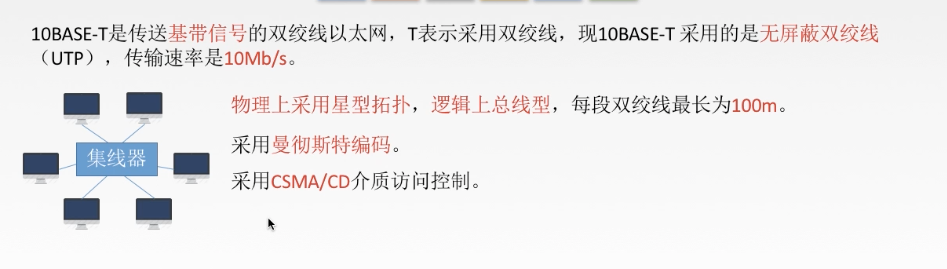 10BASE-T是传送基带信号的双绞线以太网，T表示采用双绞线，现10BASE-T 采用的是无屏蔽双绞线
（UTP），传输速率是10Mb/s。
物理上采用星型拓扑，逻辑上总线型，每段双绞线最长为100m。
采用曼彻斯特编码。
集线器
采用CSMA/CD介质访问控制。